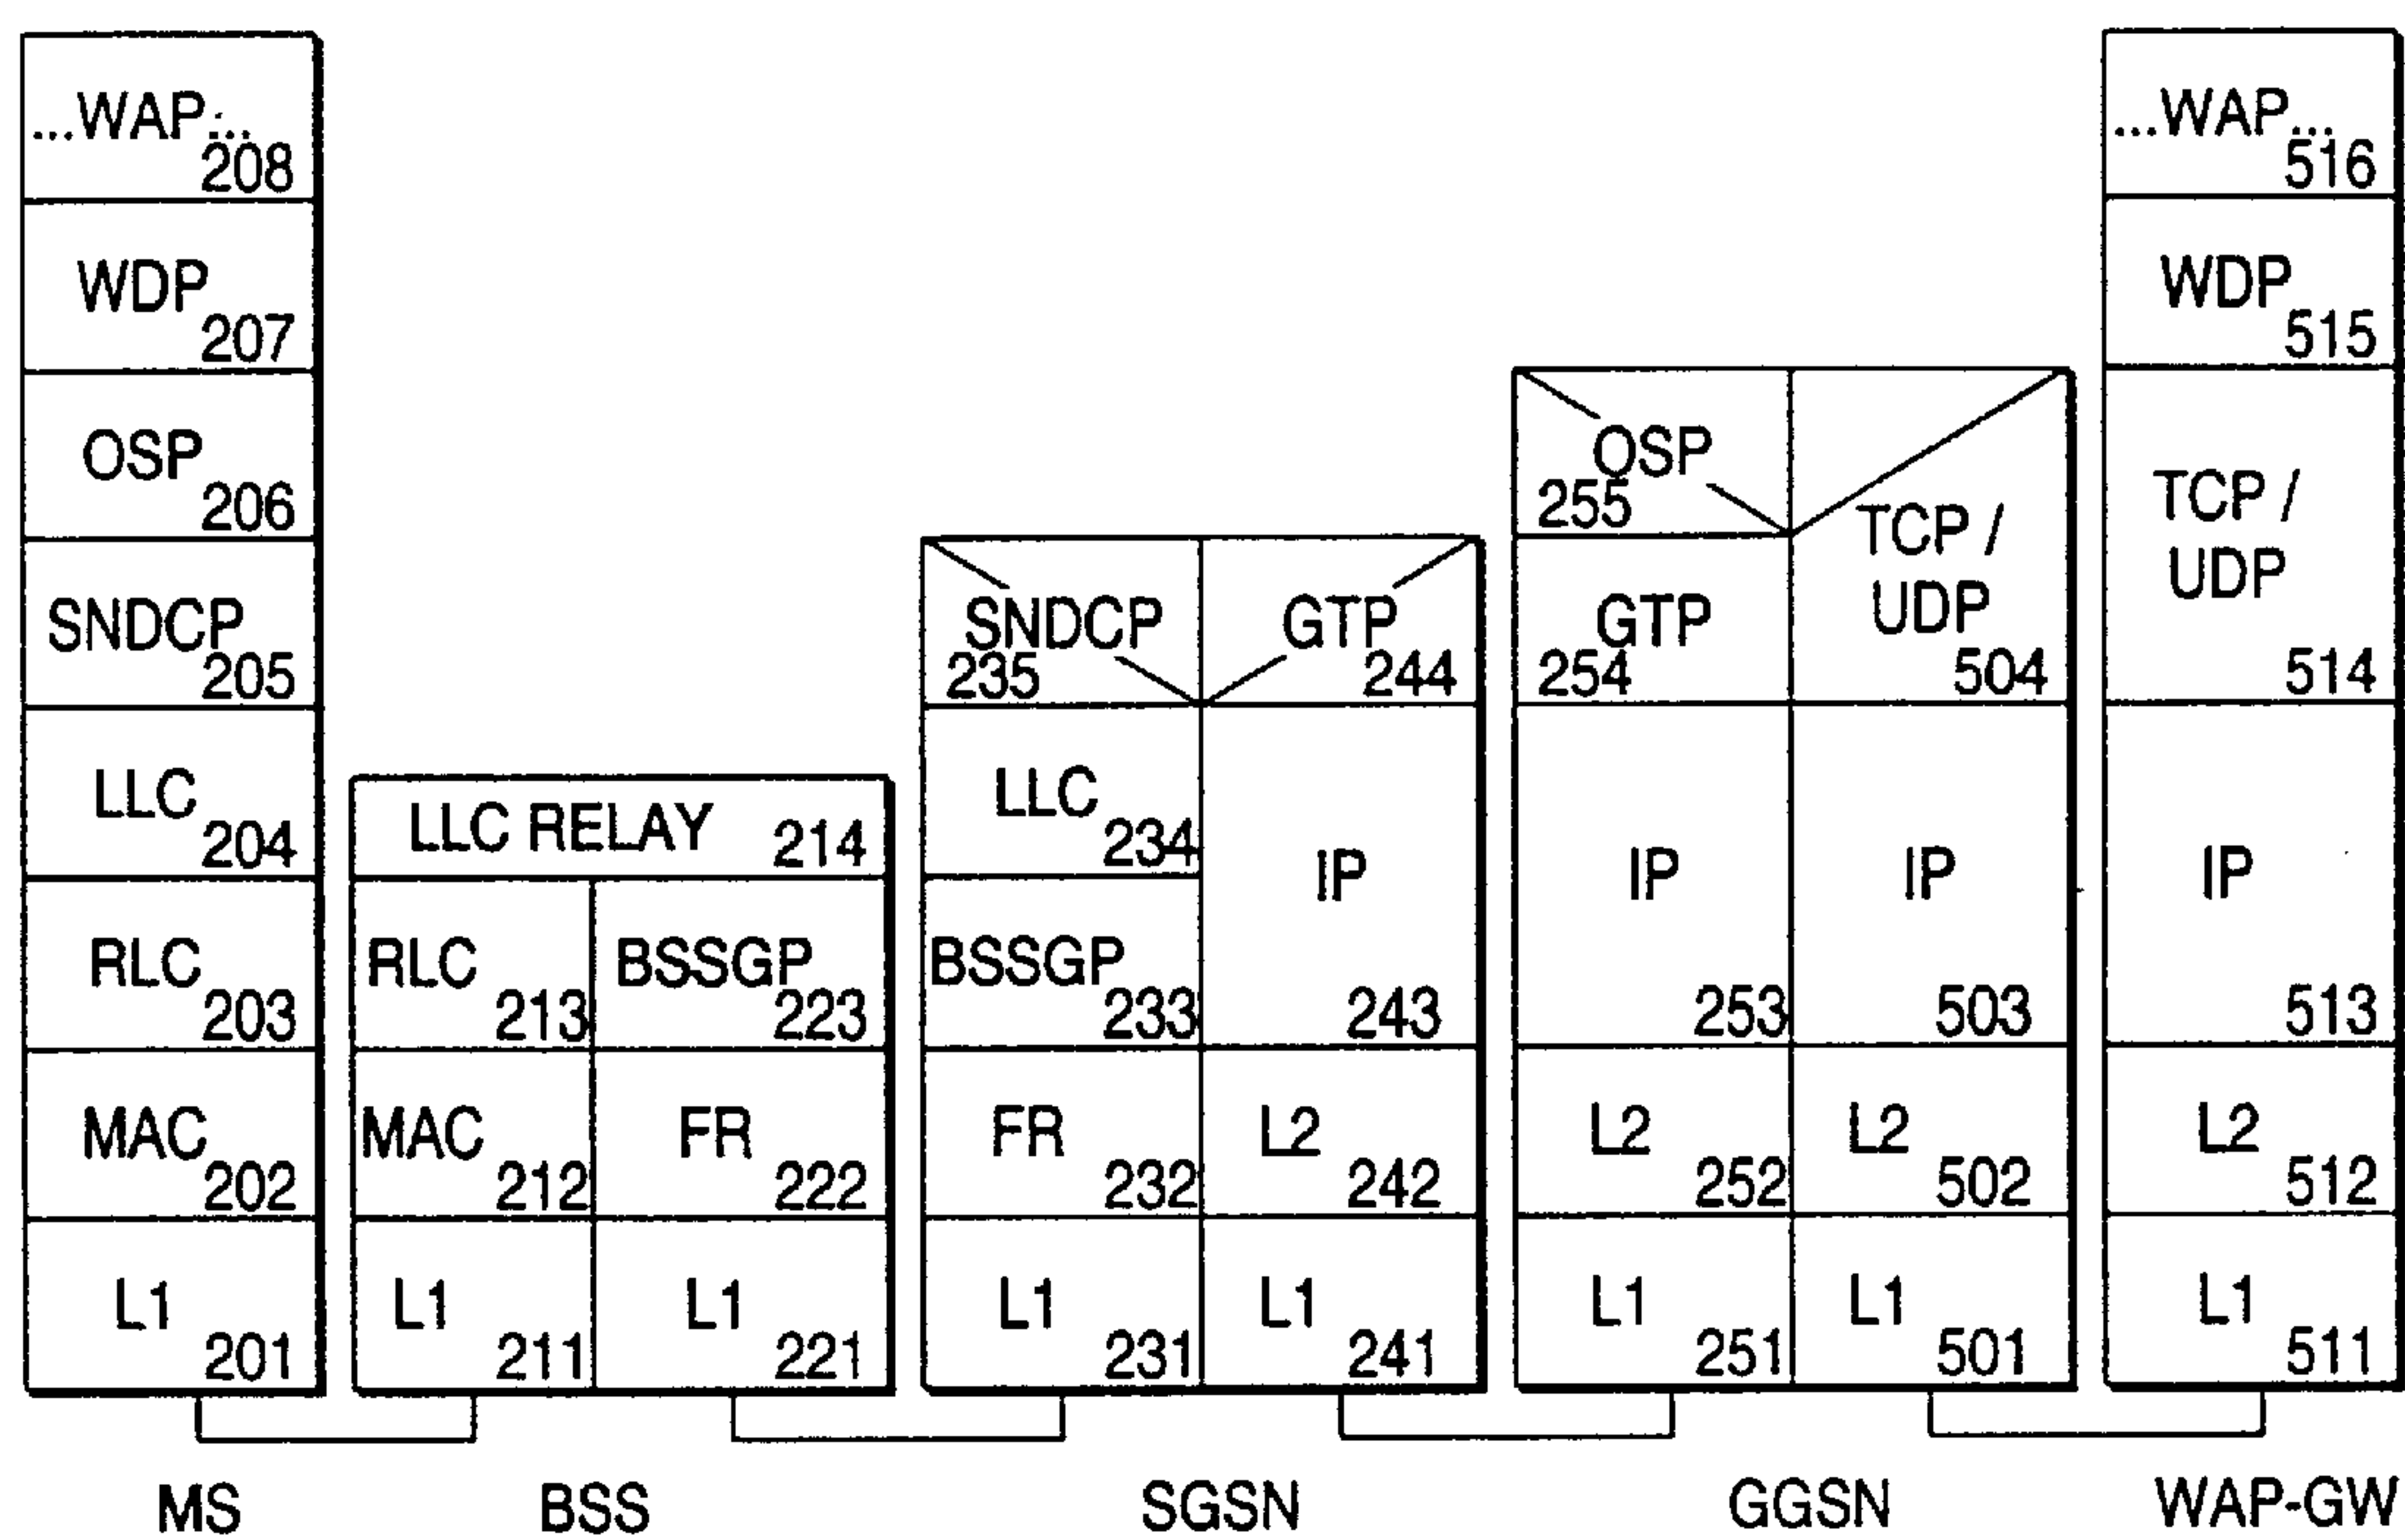 ...WAP...
208
WDP
207
OSP
206
SNDCP
205
LLC
204
RLC
203
MAC
202
L1
201
MS
LLC RELAY 214
RLC
213
BSSGP
223
MAC
212
FR
222
L1
211
L1
221
BSS
SNDCP
235
GTP
244
LLC
234
IP
243
BSSGP
233
FR
232
L2
242
L1
231
L1
241
SGSN
OSP
255
TCP /
UDP
504
GTP
254
IP
253
IP
503
L2
252
L2
502
L1
251
L1
501
GGSN
...WAP...
516
WDP
515
TCP /
UDP
514
IP
513
L2
512
L1
511
WAP-GW